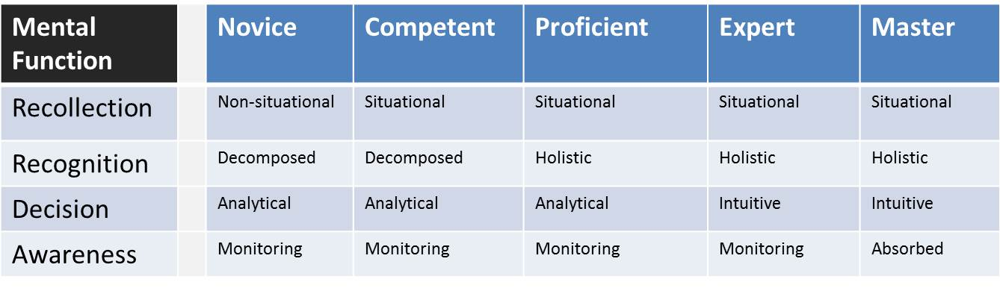 Mental Function Novice Competent Proficient Expert Master
Recollection Non-situational Situational Situational Situational Situational
Recognition Decomposed Decomposed Holistic Holistic Holistic
Decision Analytical Analytical Analytical Intuitive Intuitive
Awareness Monitoring Monitoring Monitoring Monitoring Absorbed